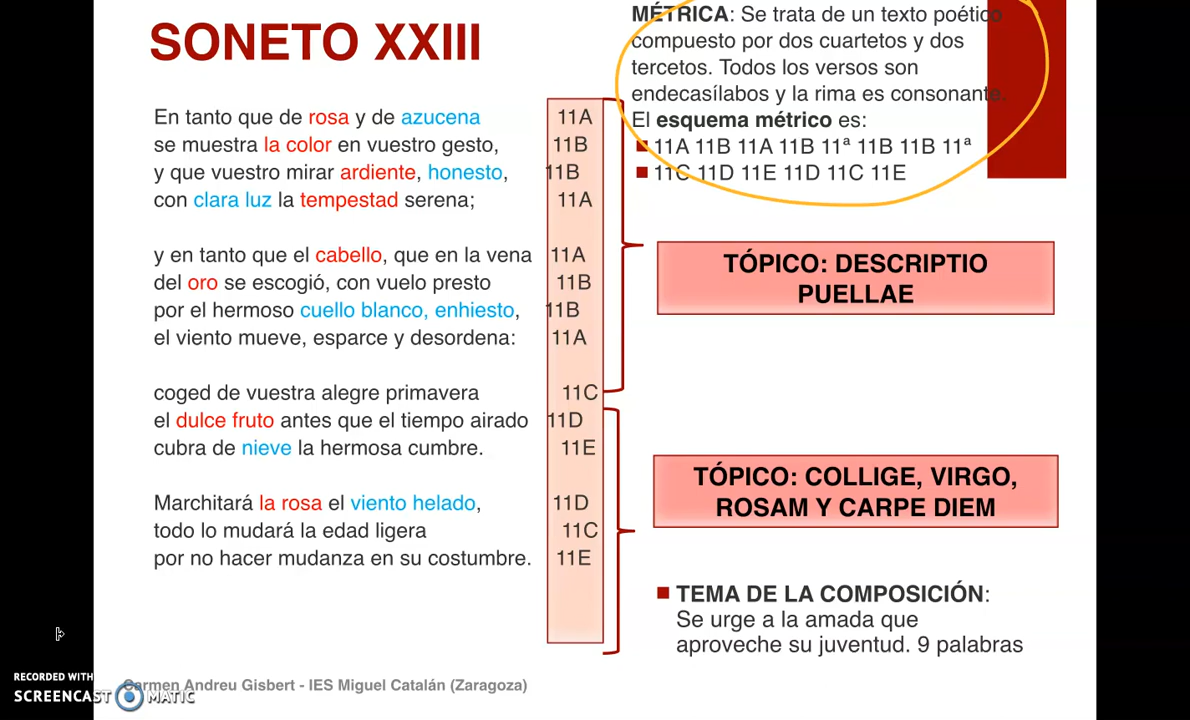 SONETO XXIII
En tanto que de rosa y de azucena 11A
se muestra la color en vuestro gesto, 11B
y que vuestro mirar ardiente, honesto, 11B
con clara luz la tempestad serena; 11A
y en tanto que el cabello, que en la vena 11A
del oro se escogió, con vuelo presto 11B
por el hermoso cuello blanco, enhiesto, 11B
el viento mueve, esparce y desordena: 11A
coged de vuestra alegre primavera 11C
el dulce fruto antes que el tiempo airado 11D
cubra de nieve la hermosa cumbre. 11E
Marchitará la rosa el viento helado, 11D
todo lo mudará la edad ligera 11C
por no hacer mudanza en su costumbre. 11E
MÉTRICA: Se trata de un texto poético
compuesto por dos cuartetos y dos
tercetos. Todos los versos son
endecasílabos y la rima es consonante.
El esquema métrico es:
11A 11B 11A 11B 11ª 11B 11B 11ª
11C 11D 11E 11D 11C 11E
TÓPICO: DESCRIPTIO
PUELLAE
TÓPICO: COLLIGE, VIRGO,
ROSAM Y CARPE DIEM
TEMA DE LA COMPOSICIÓN:
Se urge a la amada que
aproveche su juventud. 9 palabras
Carmen Andreu Gisbert - IES Miguel Catalán (Zaragoza)
RECORDED WITH
SCREENCAST MATIC